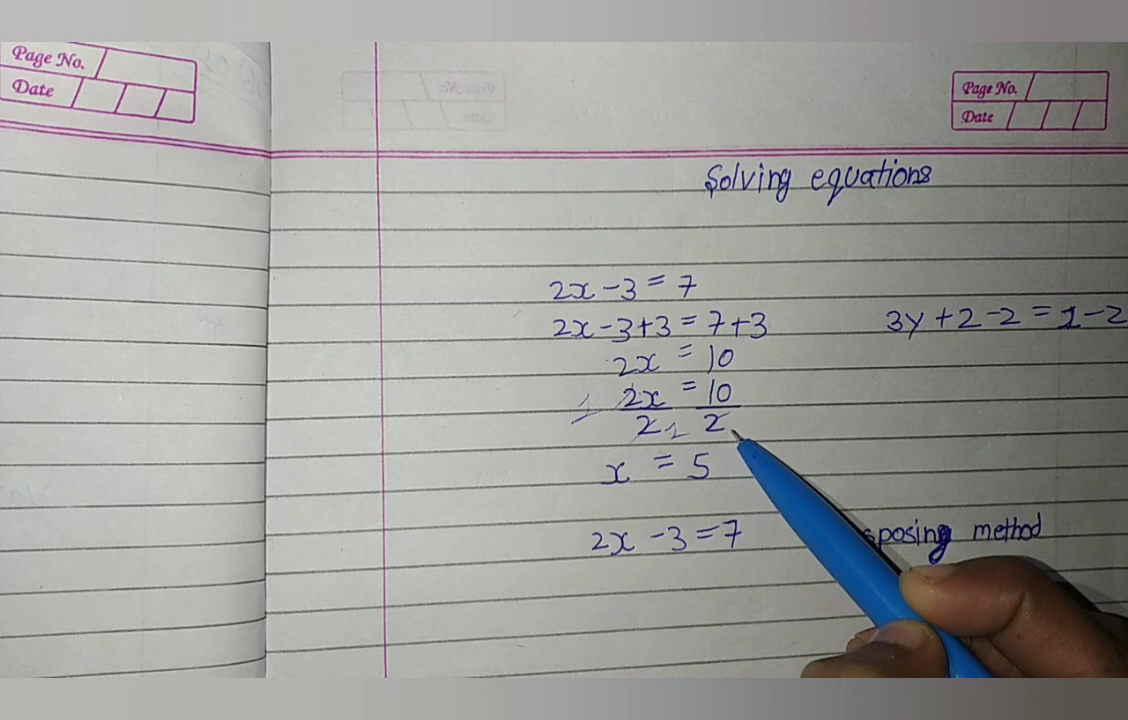 Page No.
Date
Page No.
Date
Solving equations
2x - 3 = 7
2x - 3 + 3 = 7 + 3
3y + 2 - 2 = 1 - 2
2x = 10
2x = 10
2 2
x = 5
2x - 3 = 7
sposing method